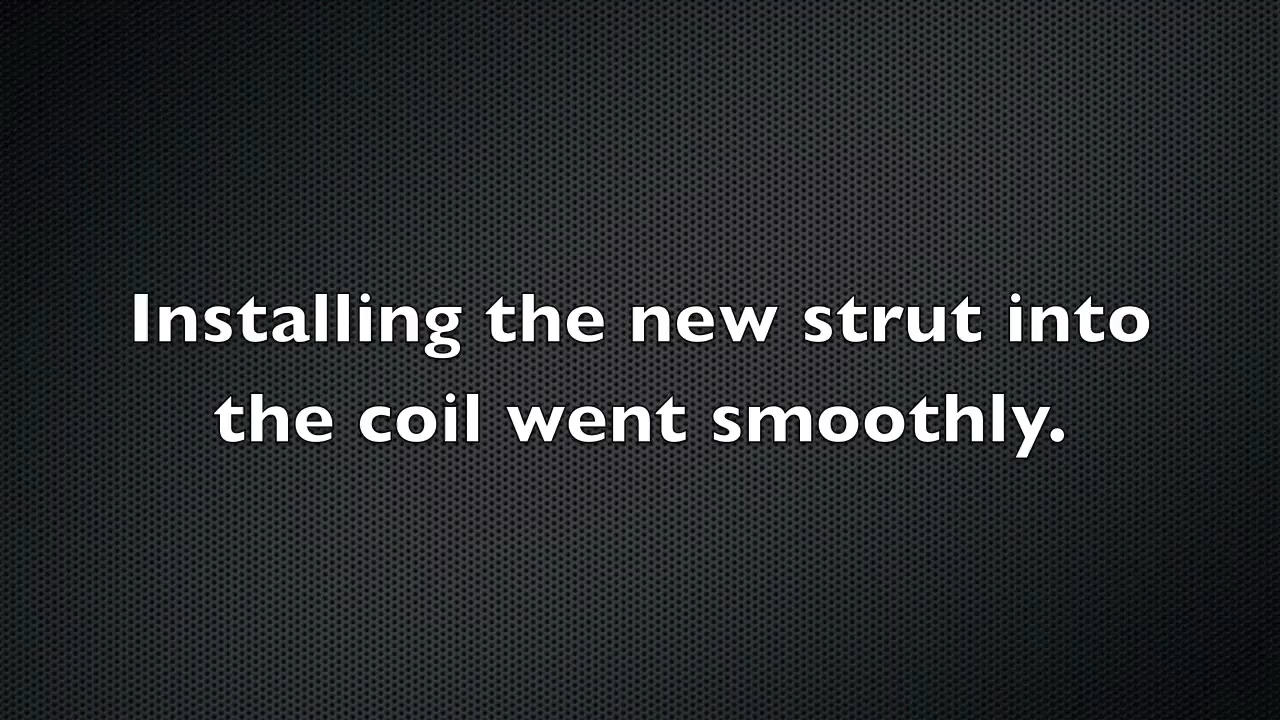 Installing the new strut into
the coil went smoothly.